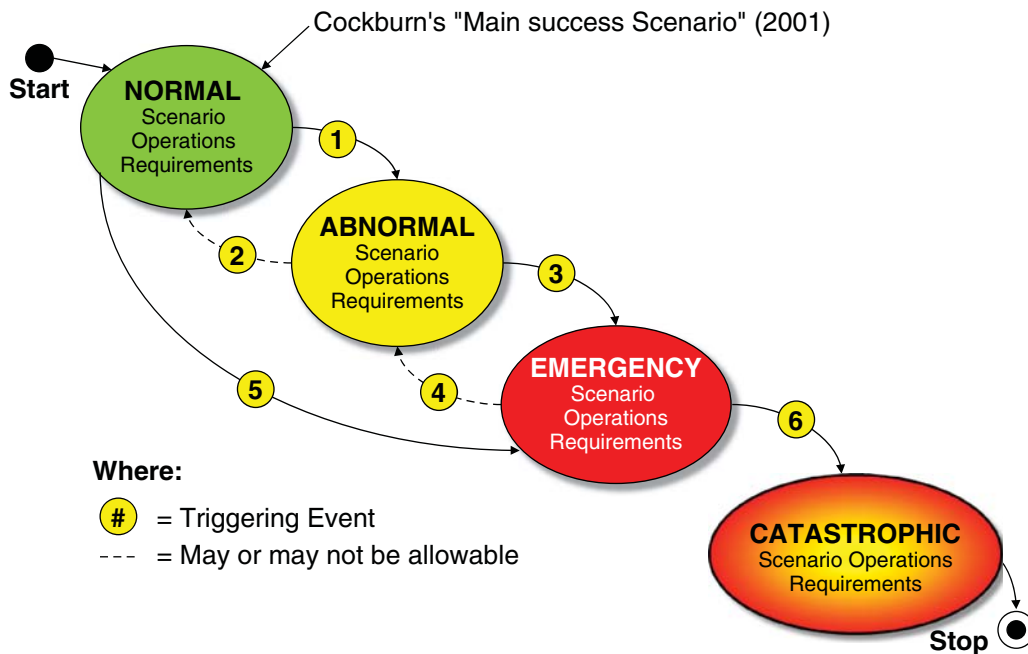 Cockburn's "Main success Scenario" (2001)
Start
NORMAL
Scenario
Operations
Requirements
1
ABNORMAL
Scenario
Operations
Requirements
2
3
EMERGENCY
Scenario
Operations
Requirements
4
5
6
Where:
# = Triggering Event
---- = May or may not be allowable
CATASTROPHIC
Scenario Operations
Requirements
Stop